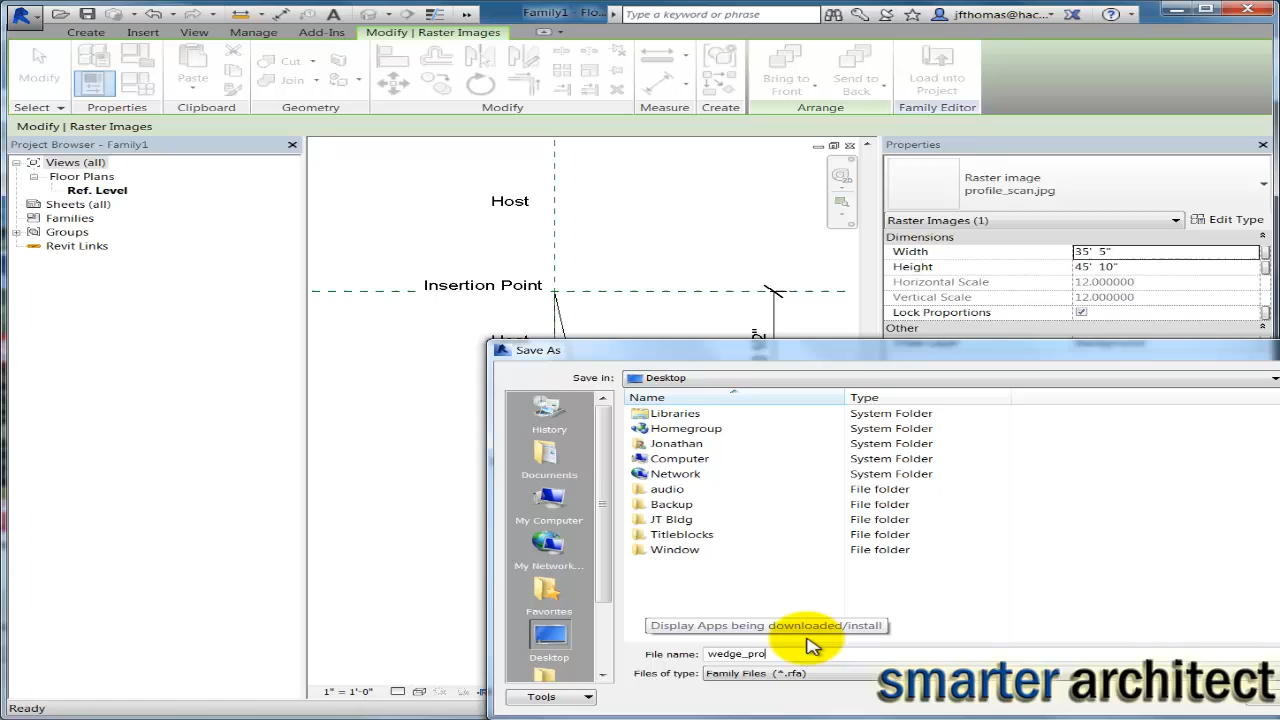 Family1 - Flo...
Type a keyword or phrase
jfthomas@hac...
Create
Insert
View
Manage
Add-Ins
Modify | Raster Images
Modify
Paste
Cut
Join
Bring to
Front
Send to
Back
Load into
Project
Select
Properties
Clipboard
Geometry
Modify
Measure
Create
Arrange
Family Editor
Modify | Raster Images
Project Browser - Family1
Views (all)
Floor Plans
Ref. Level
Sheets (all)
Families
Groups
Revit Links
Host
Insertion Point
Properties
Raster image
profile_scan.jpg
Raster Images (1)
Edit Type
Dimensions
Width 35' 5"
Height 45' 10"
Horizontal Scale 12.000000
Vertical Scale 12.000000
Lock Proportions
Other
Save As
Save in: Desktop
Name Type
Libraries System Folder
Homegroup System Folder
Jonathan System Folder
Computer System Folder
Network System Folder
audio File folder
Backup File folder
JT Bldg File folder
Titleblocks File folder
Window File folder
History
Documents
My Computer
My Network...
Favorites
Desktop
Display Apps being downloaded/install
File name: wedge_pro
Files of type: Family Files (*.rfa)
Tools
1" = 1'-0"
Ready
smarter architect